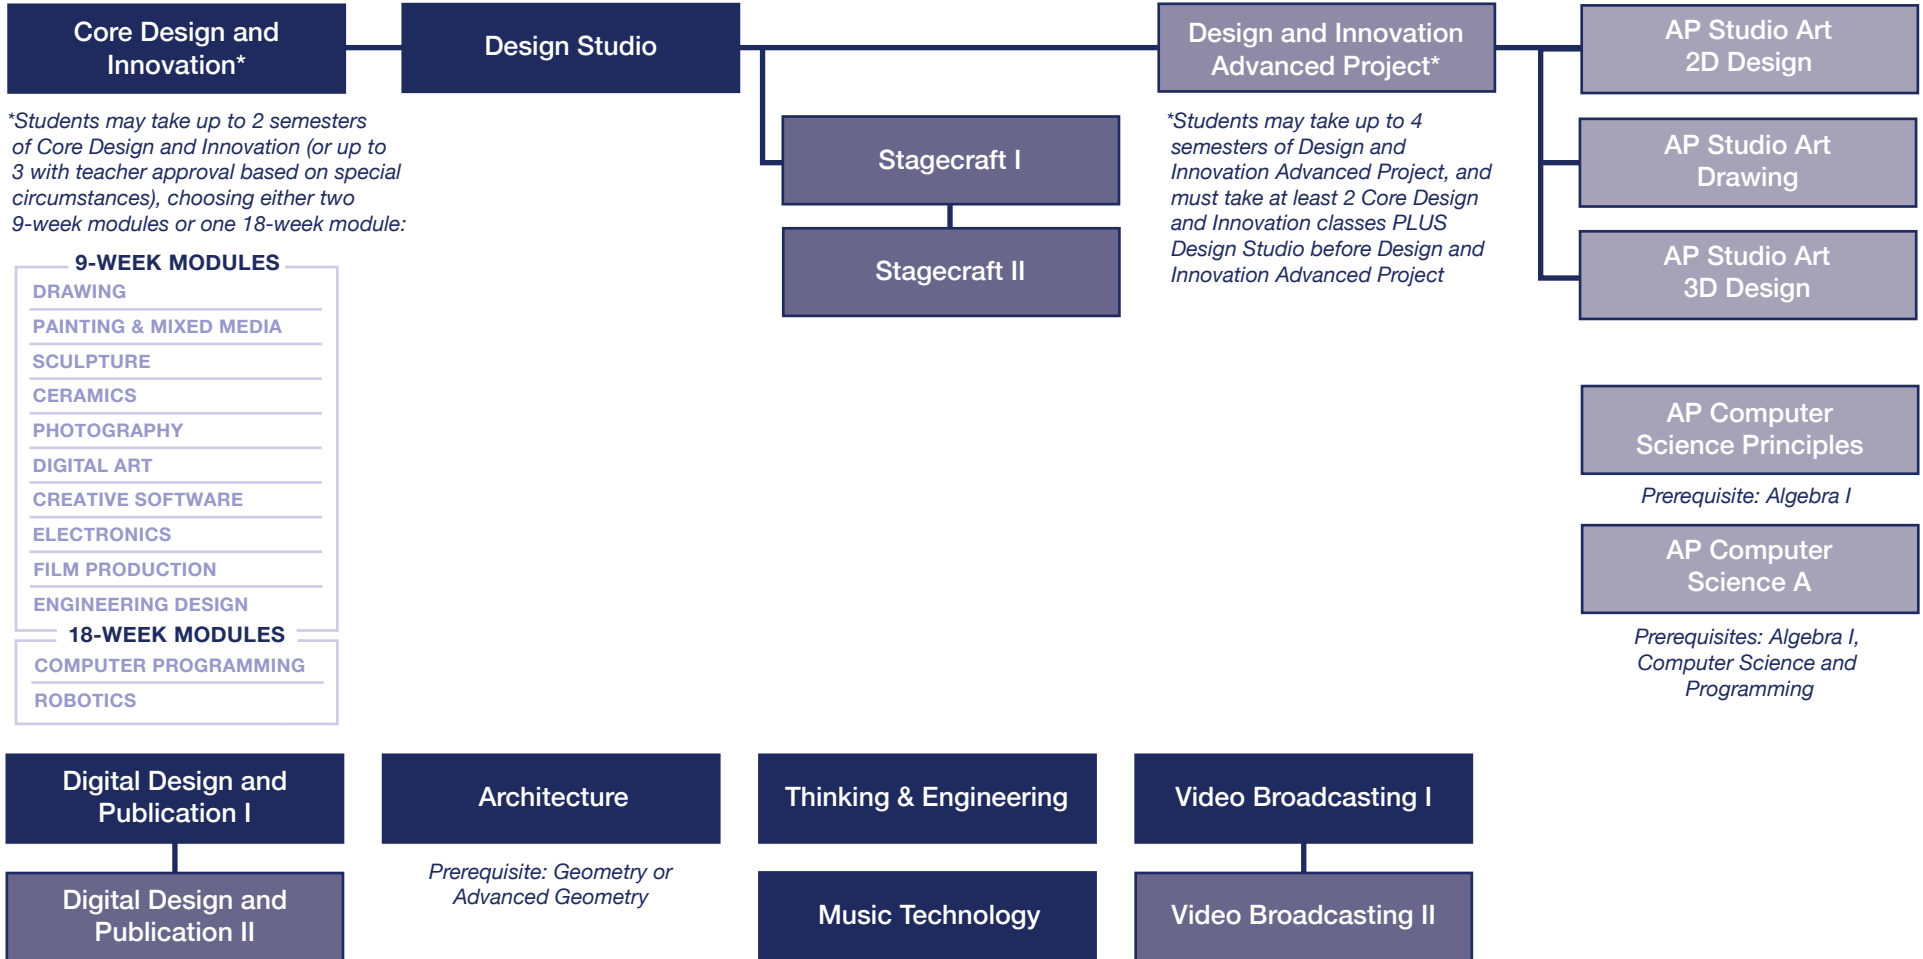 Core Design and
Innovation*
Design Studio
Design and Innovation
Advanced Project*
AP Studio Art
2D Design
*Students may take up to 2 semesters
of Core Design and Innovation (or up to
3 with teacher approval based on special
circumstances), choosing either two
9-week modules or one 18-week module:
Stagecraft I
Stagecraft II
*Students may take up to 4
semesters of Design and
Innovation Advanced Project, and
must take at least 2 Core Design
and Innovation classes PLUS
Design Studio before Design and
Innovation Advanced Project
AP Studio Art
Drawing
AP Studio Art
3D Design
9-WEEK MODULES
DRAWING
PAINTING & MIXED MEDIA
SCULPTURE
CERAMICS
PHOTOGRAPHY
DIGITAL ART
CREATIVE SOFTWARE
ELECTRONICS
FILM PRODUCTION
ENGINEERING DESIGN
18-WEEK MODULES
COMPUTER PROGRAMMING
ROBOTICS
AP Computer
Science Principles
Prerequisite: Algebra I
AP Computer
Science A
Prerequisites: Algebra I,
Computer Science and
Programming
Digital Design and
Publication I
Digital Design and
Publication II
Architecture
Prerequisite: Geometry or
Advanced Geometry
Thinking & Engineering
Music Technology
Video Broadcasting I
Video Broadcasting II